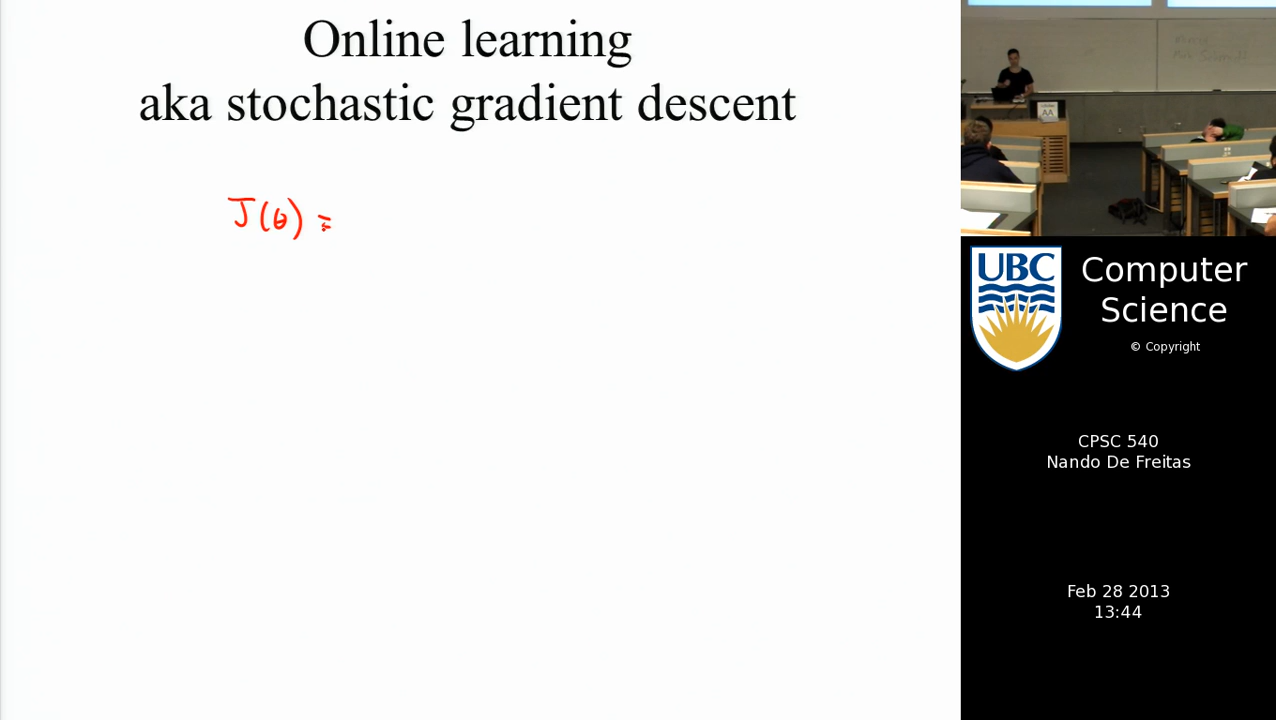 Online learning
aka stochastic gradient descent
J(θ) =
AA
UBC
Computer
Science
© Copyright
CPSC 540
Nando De Freitas
Feb 28 2013
13:44